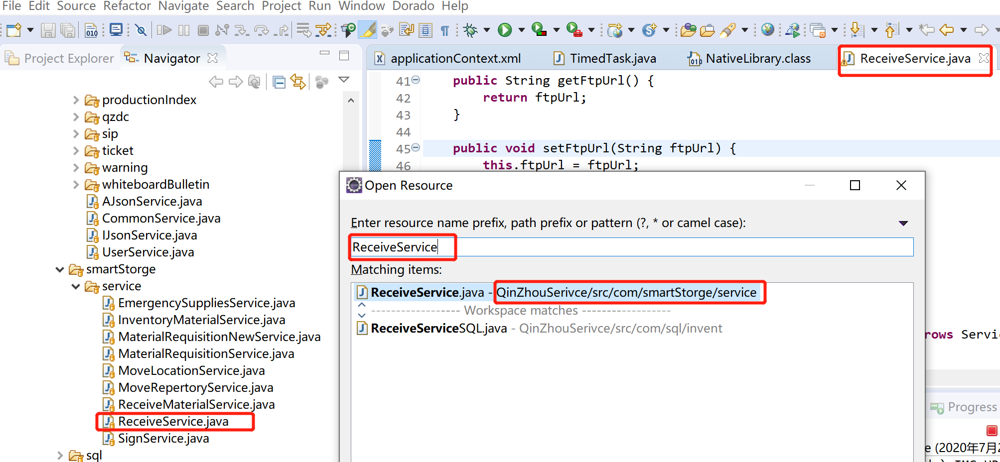 File Edit Source Refactor Navigate Search Project Run Window Dorado Help
Project Explorer
Navigator
productionIndex
qzdc
sip
ticket
warning
whiteboardBulletin
AJsonService.java
CommonService.java
IJsonService.java
UserService.java
smartStorge
service
EmergencySuppliesService.java
InventoryMaterialService.java
MaterialRequisitionNewService.java
MaterialRequisitionService.java
MoveLocationService.java
MoveRepertoryService.java
ReceiveMaterialService.java
ReceiveService.java
SignService.java
sql
applicationContext.xml
TimedTask.java
NativeLibrary.class
ReceiveService.java
41 public String getFtpUrl() {
42 return ftpUrl;
43 }
44
45 public void setFtpUrl(String ftpUrl) {
46 this.ftpUrl = ftpUrl;
Open Resource
Enter resource name prefix, path prefix or pattern (?, * or camel case):
ReceiveService
Matching items:
ReceiveService.java - QinZhouSerivce/src/com/smartStorge/service
------------------ Workspace matches ------------------
ReceiveServiceSQL.java - QinZhouSerivce/src/com/sql/invent
rows Servi
Progress
e (2020年7月2